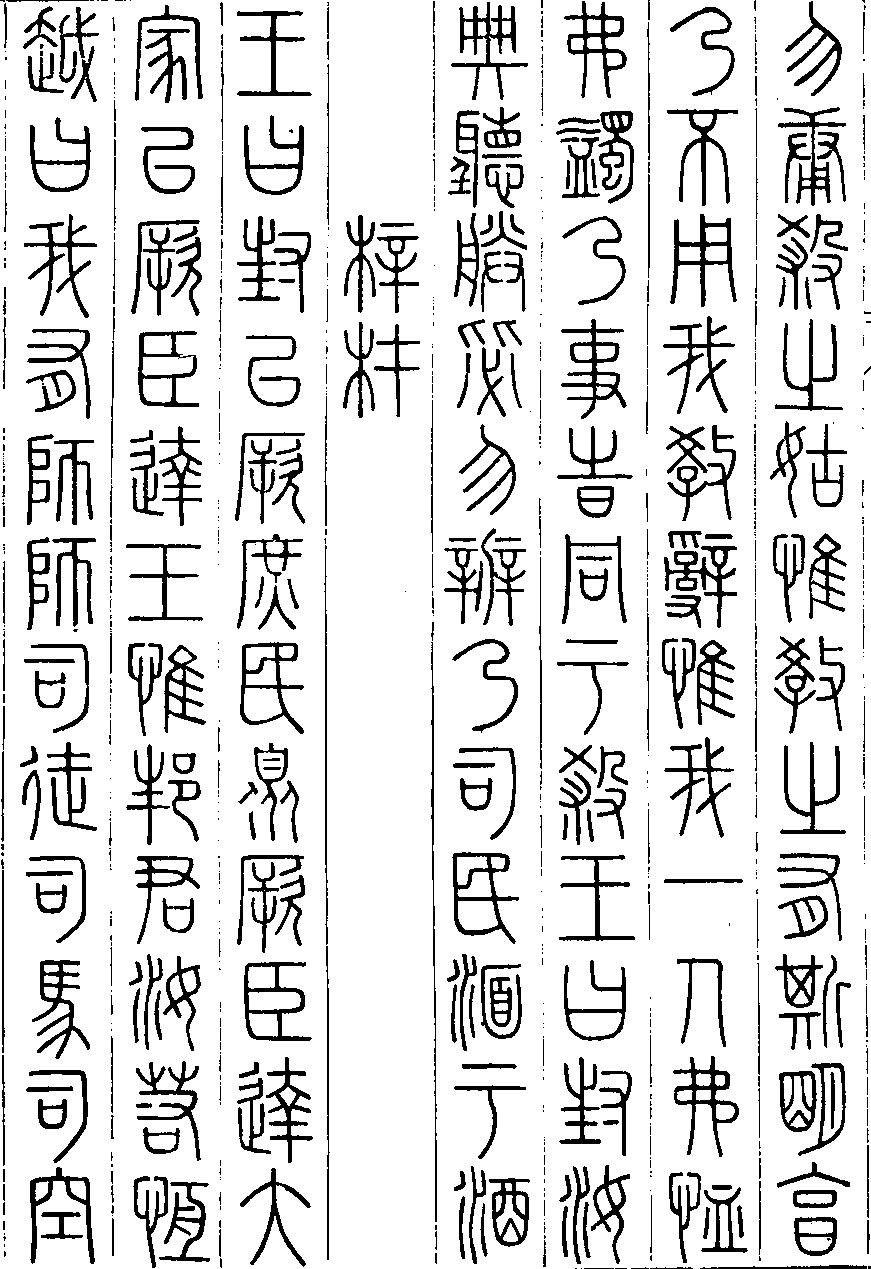 勿庸殺之姑惟教之有斯明亯
乃不用我教辭惟我一人弗恤
弗蠲乃事時同于殺王曰封汝
典聽朕毖勿辯乃司民湎于酒
梓材
王曰封以厥庶民暨厥臣達大
家以厥臣達王惟邦君汝若恆
越曰我有師師司徒司馬司空